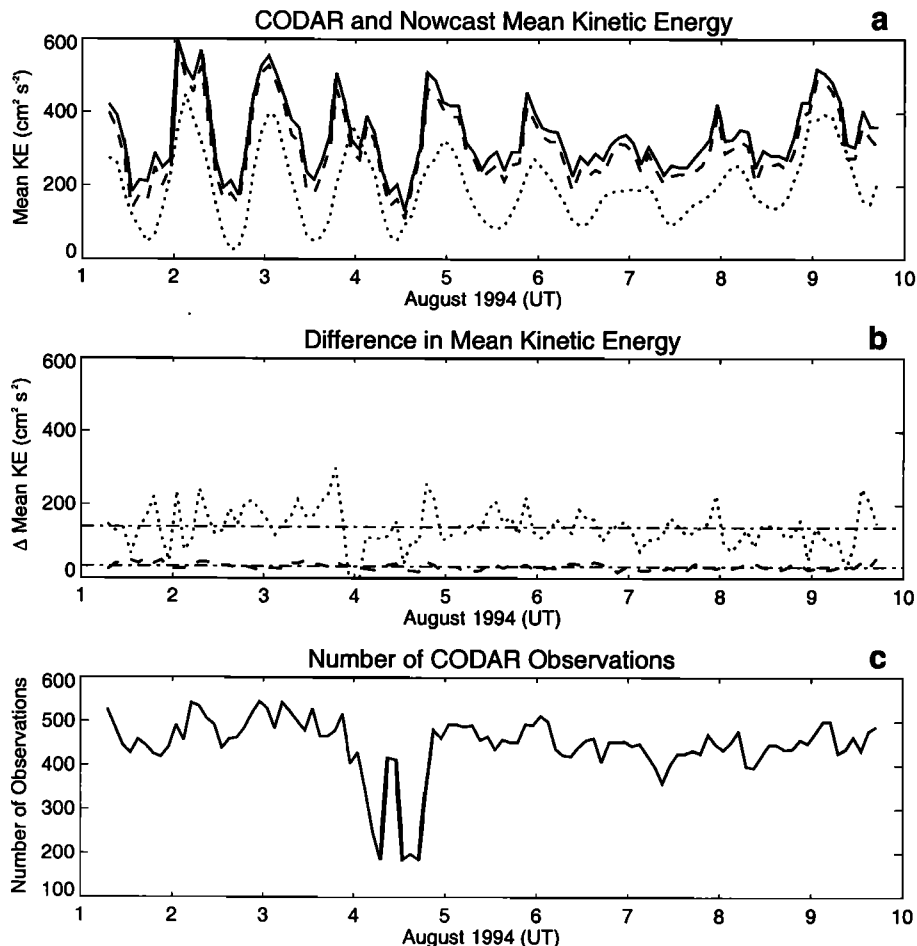 CODAR and Nowcast Mean Kinetic Energy a
600
400
200
0
Mean KE (cm² s⁻²)
1 2 3 4 5 6 7 8 9 10
August 1994 (UT)
Difference in Mean Kinetic Energy b
600
400
200
0
Δ Mean KE (cm² s⁻²)
1 2 3 4 5 6 7 8 9 10
August 1994 (UT)
Number of CODAR Observations c
600
500
400
300
200
100
Number of Observations
1 2 3 4 5 6 7 8 9 10
August 1994 (UT)